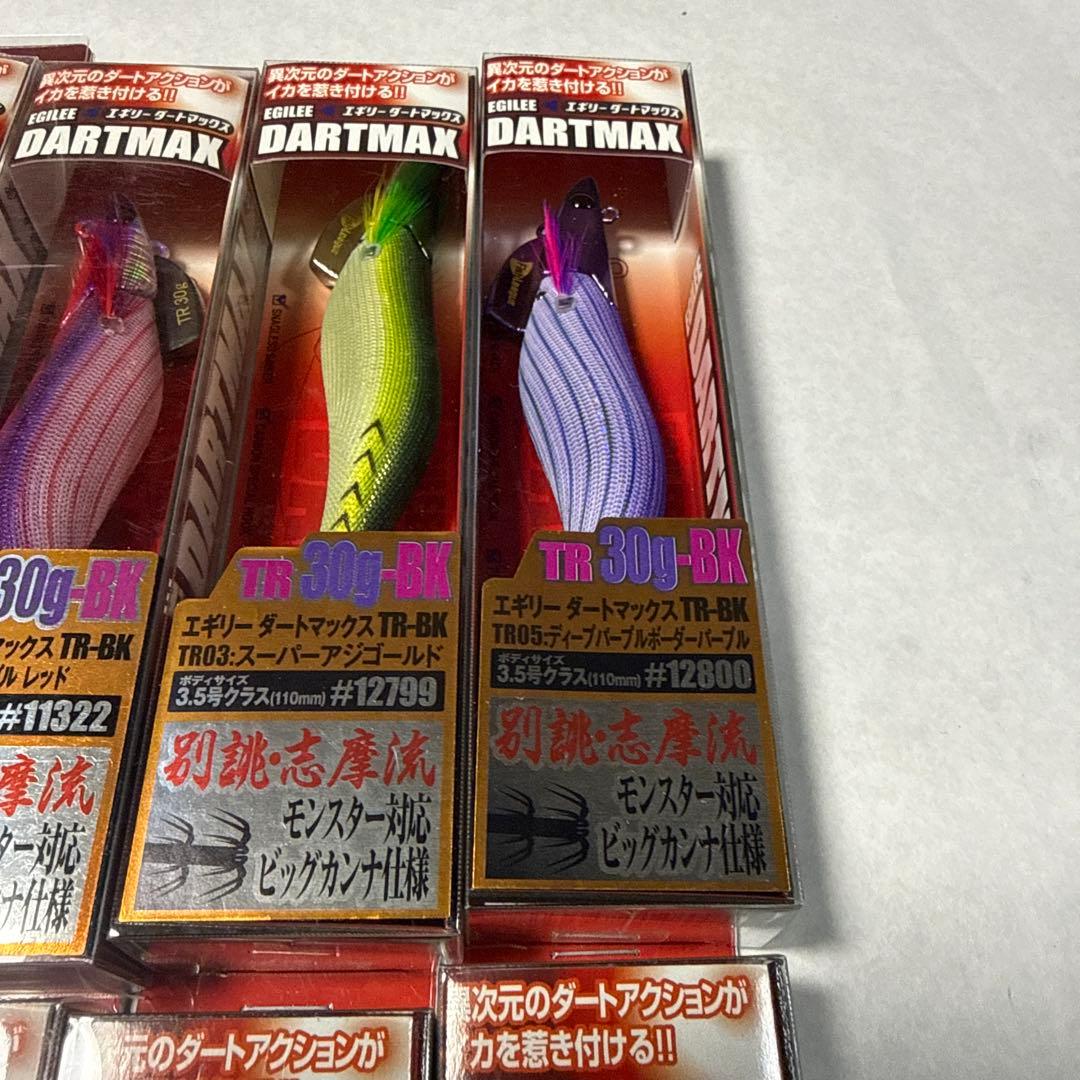 異次元のダートアクションが
イカを惹き付ける!!
EGILEE エギリー ダートマックス
DARTMAX
TR 30g
30g-BK
マックス TR-BK
ル レッド
#11322
摩流
ター対応
ナ仕様
異次元のダートアクションが
イカを惹き付ける!!
EGILEE エギリー ダートマックス
DARTMAX
DARTMAX
TR 30g-BK
エギリー ダートマックス TR-BK
TR03:スーパーアジゴールド
ボディサイズ
3.5号クラス(110mm) #12799
別誂・志摩流
モンスター対応
ビッグカンナ仕様
異次元のダートアクションが
イカを惹き付ける!!
EGILEE エギリー ダートマックス
DARTMAX
TR 30g-BK
エギリー ダートマックス TR-BK
TR05:ディープパープルボーダーパープル
ボディサイズ
3.5号クラス(110mm) #12800
別誂・志摩流
モンスター対応
ビッグカンナ仕様
次元のダートアクションが
カを惹き付ける!!
異次元のダートアクションが
イカを惹き付ける!!